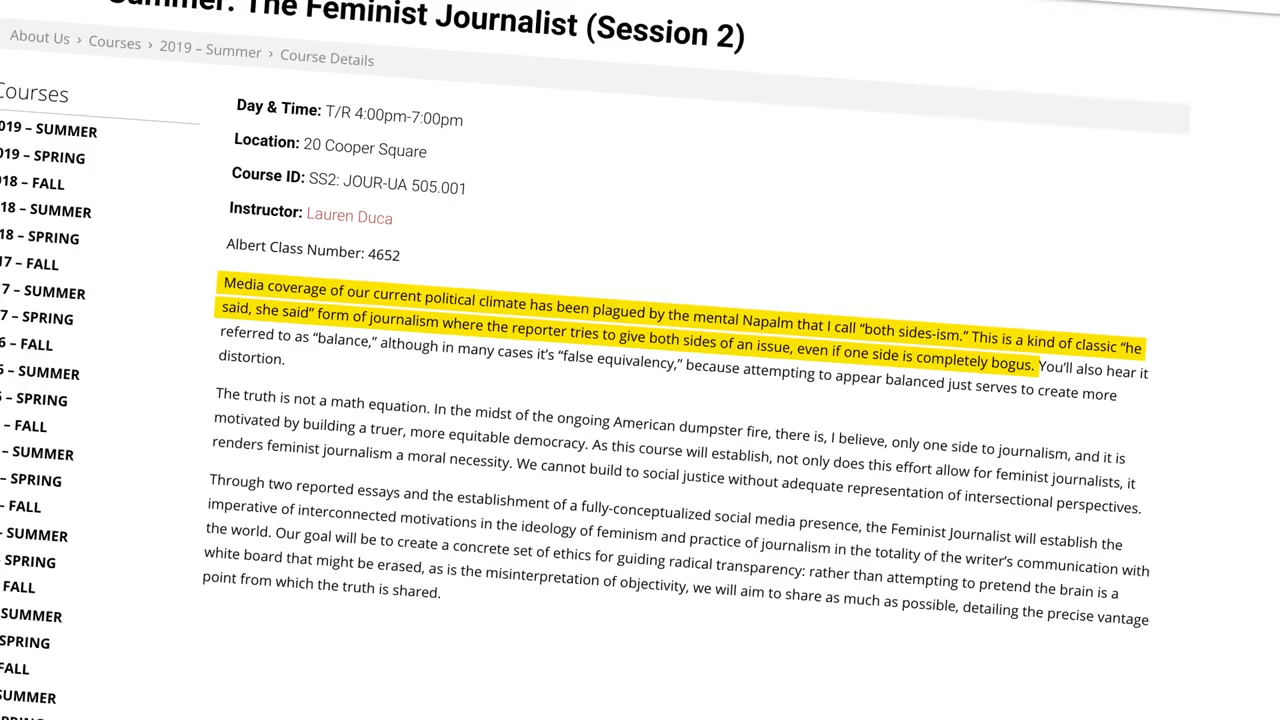 Summer: The Feminist Journalist (Session 2)
About Us › Courses › 2019 – Summer › Course Details
Courses
019 – SUMMER
019 – SPRING
018 – FALL
18 – SUMMER
18 – SPRING
17 – FALL
7 – SUMMER
7 – SPRING
6 – FALL
5 – SUMMER
– SPRING
– FALL
– SUMMER
– SPRING
– FALL
- SUMMER
SPRING
FALL
SUMMER
SPRING
FALL
SUMMER
Day & Time: T/R 4:00pm-7:00pm
Location: 20 Cooper Square
Course ID: SS2: JOUR-UA 505.001
Instructor: Lauren Duca
Albert Class Number: 4652
Media coverage of our current political climate has been plagued by the mental Napalm that I call “both sides-ism.” This is a kind of classic “he
said, she said” form of journalism where the reporter tries to give both sides of an issue, even if one side is completely bogus. You’ll also hear it
referred to as “balance,” although in many cases it’s “false equivalency,” because attempting to appear balanced just serves to create more
distortion.
The truth is not a math equation. In the midst of the ongoing American dumpster fire, there is, I believe, only one side to journalism, and it is
motivated by building a truer, more equitable democracy. As this course will establish, not only does this effort allow for feminist journalists, it
renders feminist journalism a moral necessity. We cannot build to social justice without adequate representation of intersectional perspectives.
Through two reported essays and the establishment of a fully-conceptualized social media presence, the Feminist Journalist will establish the
imperative of interconnected motivations in the ideology of feminism and practice of journalism in the totality of the writer’s communication with
the world. Our goal will be to create a concrete set of ethics for guiding radical transparency: rather than attempting to pretend the brain is a
white board that might be erased, as is the misinterpretation of objectivity, we will aim to share as much as possible, detailing the precise vantage
point from which the truth is shared.